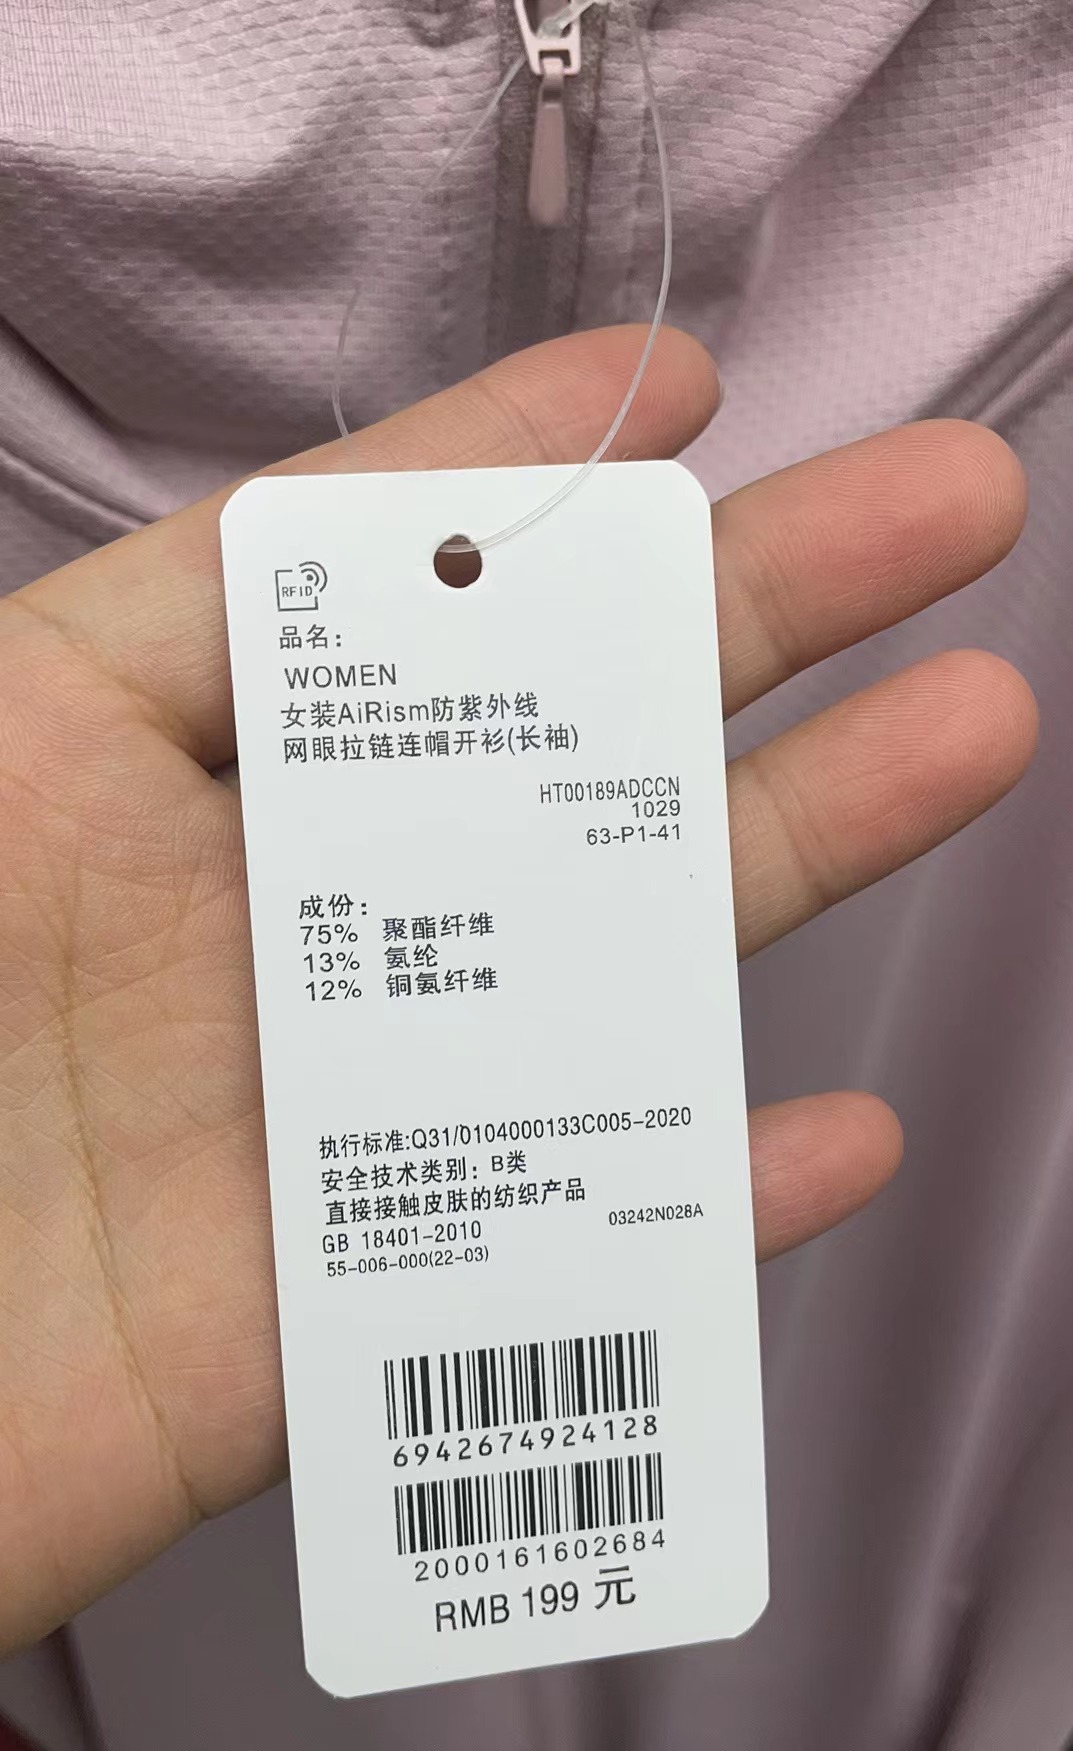 RFID
品名：
WOMEN
女装AiRism防紫外线
网眼拉链连帽开衫(长袖)
HT00189ADCCN
1029
63-P1-41
成份：
75% 聚酯纤维
13% 氨纶
12% 铜氨纤维
执行标准:Q31/0104000133C005-2020
安全技术类别：B类
直接接触皮肤的纺织产品
GB 18401-2010
03242N028A
55-006-000(22-03)
6942674924128
2000161602684
RMB 199 元